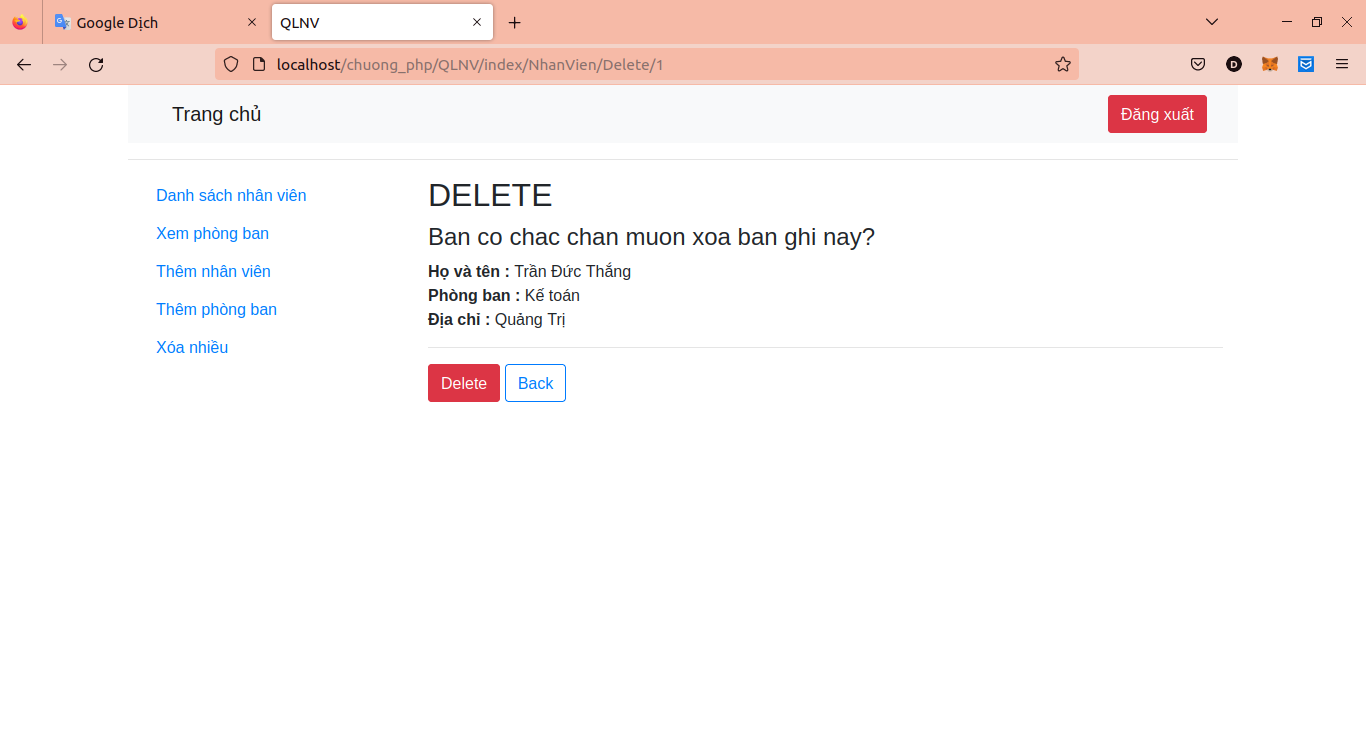 Google Dịch
QLNV
localhost/chuong_php/QLNV/index/NhanVien/Delete/1
D
Trang chủ
Đăng xuất
Danh sách nhân viên
Xem phòng ban
Thêm nhân viên
Thêm phòng ban
Xóa nhiều
DELETE
Ban co chac chan muon xoa ban ghi nay?
Họ và tên : Trần Đức Thắng
Phòng ban : Kế toán
Địa chỉ : Quảng Trị
Delete
Back